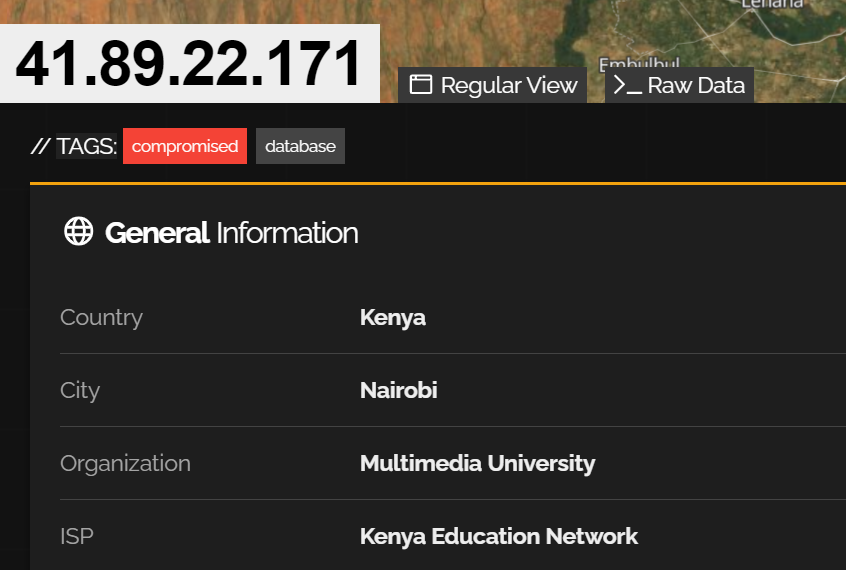 Lenana
Embulbul
41.89.22.171
Regular View
Raw Data
// TAGS: compromised database
General Information
Country Kenya
City Nairobi
Organization Multimedia University
ISP Kenya Education Network